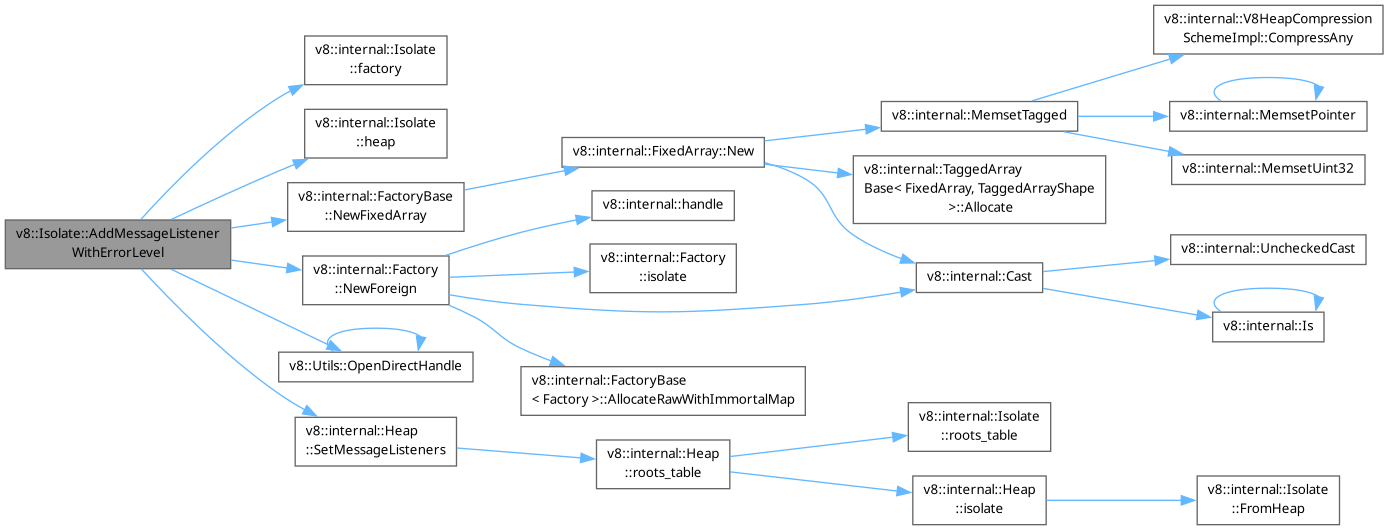 v8::Isolate::AddMessageListener
WithErrorLevel
v8::internal::Isolate
::factory
v8::internal::Isolate
::heap
v8::internal::FactoryBase
::NewFixedArray
v8::internal::FixedArray::New
v8::internal::MemsetTagged
v8::internal::V8HeapCompression
SchemeImpl::CompressAny
v8::internal::MemsetPointer
v8::internal::MemsetUint32
v8::internal::TaggedArray
Base< FixedArray, TaggedArrayShape
>::Allocate
v8::internal::Cast
v8::internal::UncheckedCast
v8::internal::Is
v8::internal::Factory
::NewForeign
v8::internal::handle
v8::internal::Factory
::isolate
v8::internal::FactoryBase
< Factory >::AllocateRawWithImmortalMap
v8::Utils::OpenDirectHandle
v8::internal::Heap
::SetMessageListeners
v8::internal::Heap
::roots_table
v8::internal::Isolate
::roots_table
v8::internal::Heap
::isolate
v8::internal::Isolate
::FromHeap